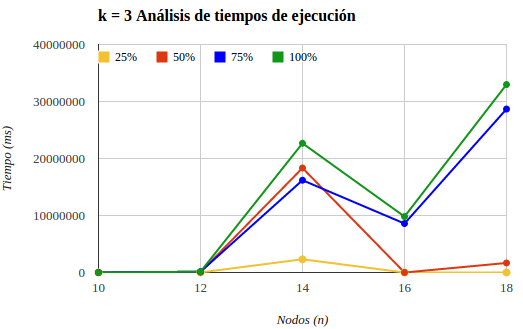 k = 3 Análisis de tiempos de ejecución
40000000
25% 50% 75% 100%
30000000
Tiempo (ms)
20000000
10000000
0
10 12 14 16 18
Nodos (n)